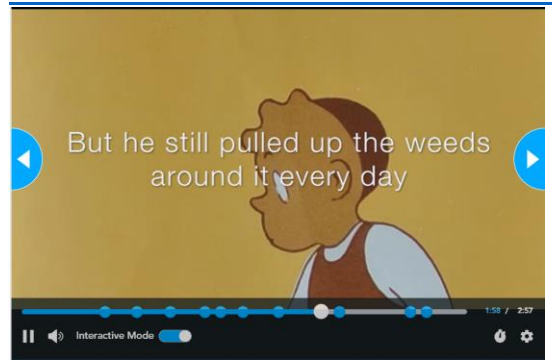 But he still pulled up the weeds
around it every day
1:58 / 2:57
Interactive Mode